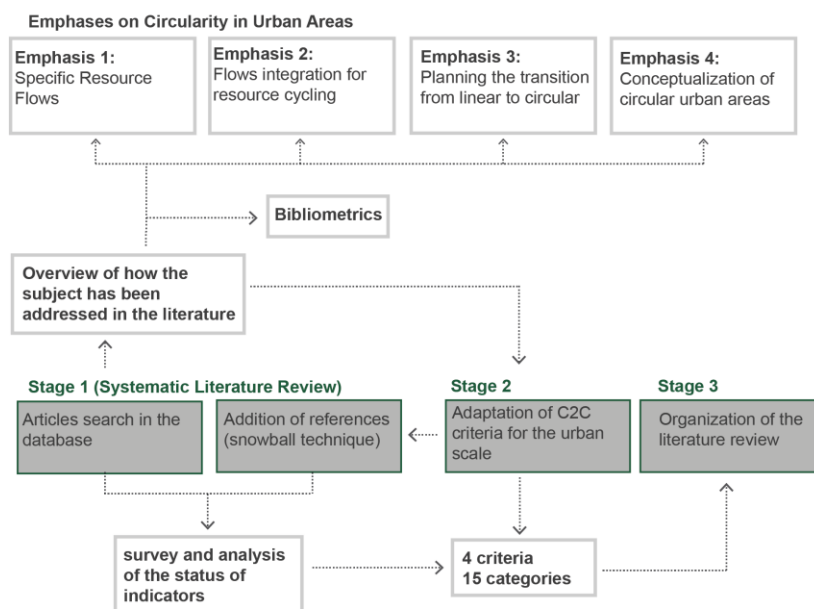 Emphases on Circularity in Urban Areas
Emphasis 1:
Specific Resource
Flows
Emphasis 2:
Flows integration for
resource cycling
Emphasis 3:
Planning the transition
from linear to circular
Emphasis 4:
Conceptualization of
circular urban areas
Bibliometrics
Overview of how the
subject has been
addressed in the literature
Stage 1 (Systematic Literature Review)
Articles search in the
database
Addition of references
(snowball technique)
Stage 2
Adaptation of C2C
criteria for the urban
scale
Stage 3
Organization of the
literature review
survey and analysis
of the status of
indicators
4 criteria
15 categories